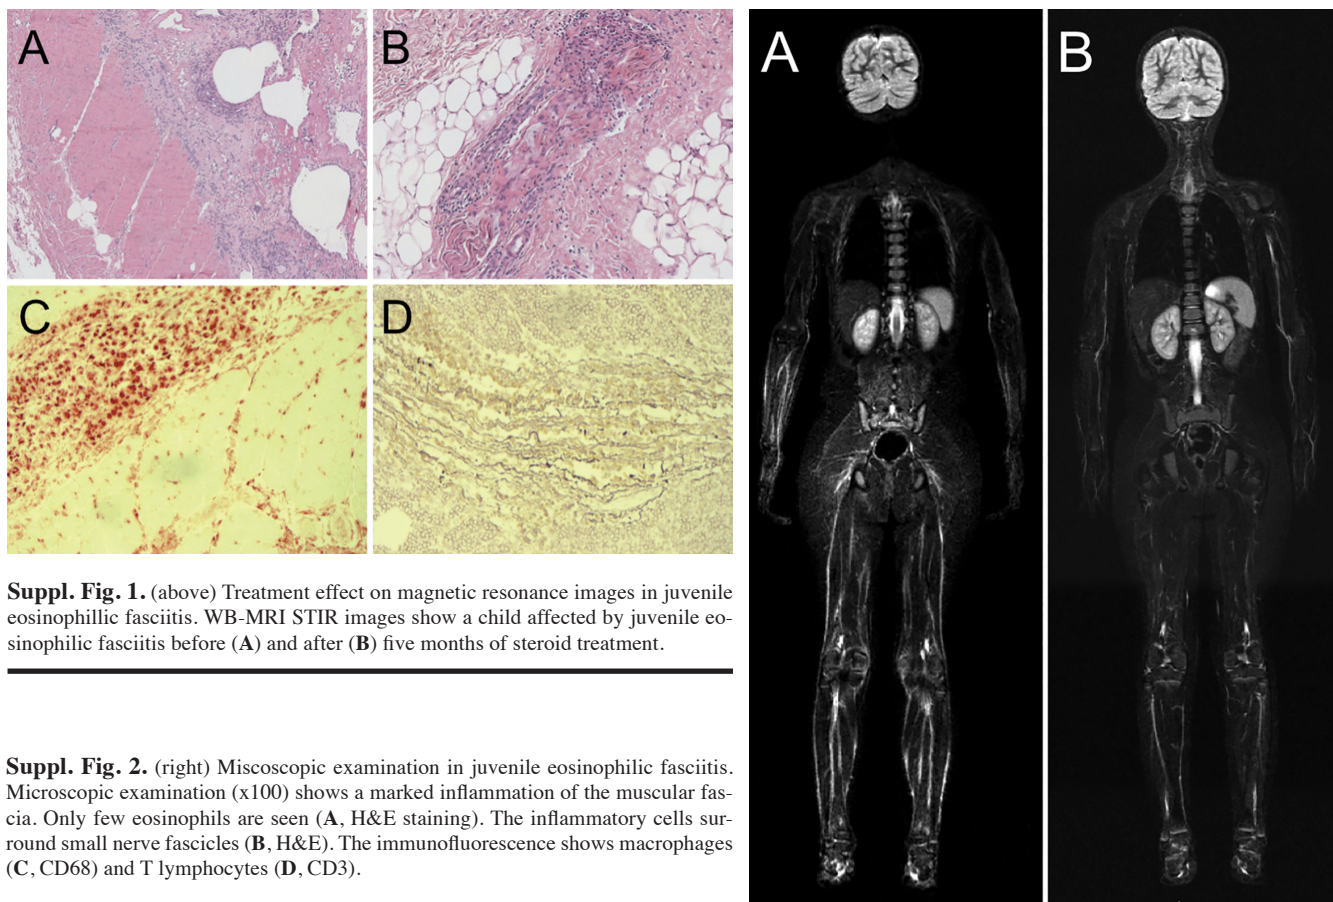 A
B
C
D
Suppl. Fig. 1. (above) Treatment effect on magnetic resonance images in juvenile
eosinophillic fasciitis. WB-MRI STIR images show a child affected by juvenile eo-
sinophilic fasciitis before (A) and after (B) five months of steroid treatment.
Suppl. Fig. 2. (right) Miscoscopic examination in juvenile eosinophilic fasciitis.
Microscopic examination (x100) shows a marked inflammation of the muscular fas-
cia. Only few eosinophils are seen (A, H&E staining). The inflammatory cells sur-
round small nerve fascicles (B, H&E). The immunofluorescence shows macrophages
(C, CD68) and T lymphocytes (D, CD3).
A
B